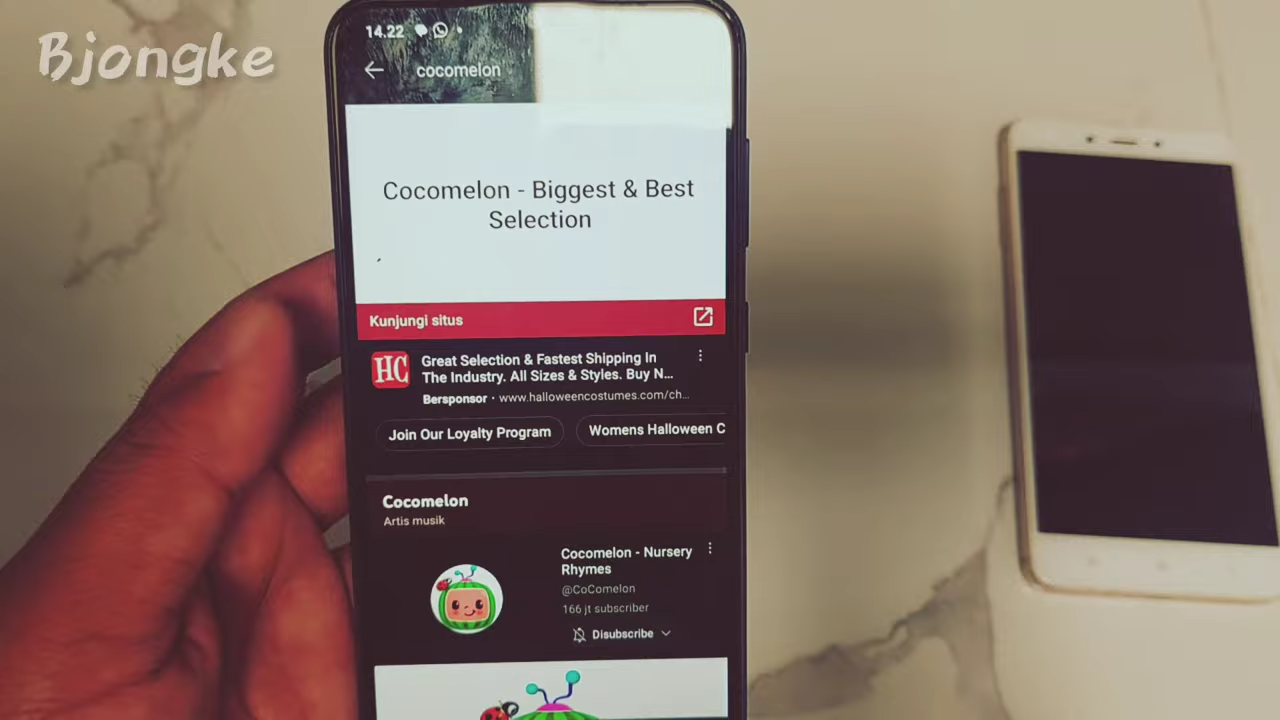 Bjongke
14.22
cocomelon
Cocomelon - Biggest & Best
Selection
Kunjungi situs
HC
Great Selection & Fastest Shipping In
The Industry. All Sizes & Styles. Buy N...
Bersponsor · www.halloweencostumes.com/ch...
Join Our Loyalty Program
Womens Halloween C
Cocomelon
Artis musik
Cocomelon - Nursery
Rhymes
@CoComelon
166 jt subscriber
Disubscribe